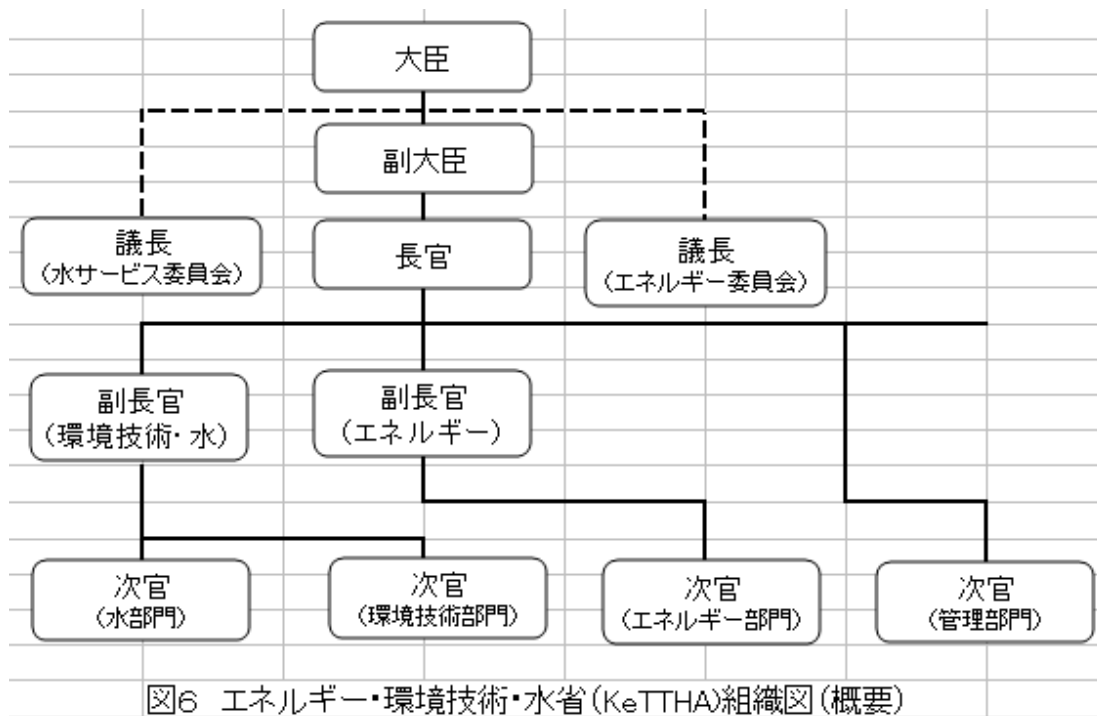 大臣
副大臣
議長
(水サービス委員会)
長官
議長
(エネルギー委員会)
副長官
(環境技術・水)
副長官
(エネルギー)
次官
(水部門)
次官
(環境技術部門)
次官
(エネルギー部門)
次官
(管理部門)
図6 エネルギー・環境技術・水省(KeTTHA)組織図(概要)